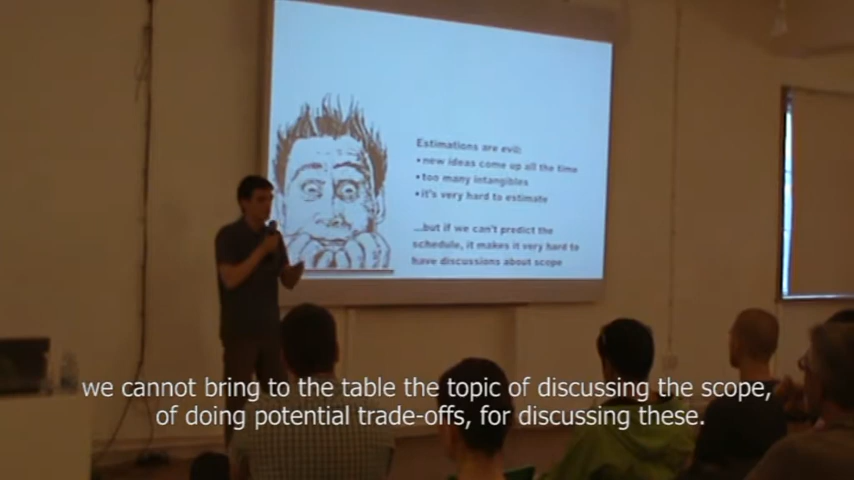 Estimations are evil:
•new ideas come up all the time
•too many intangibles
•it's very hard to estimate
...but if we can't predict the
schedule, it makes it very hard to
have discussions about scope
we cannot bring to the table the topic of discussing the scope,
of doing potential trade-offs, for discussing these.